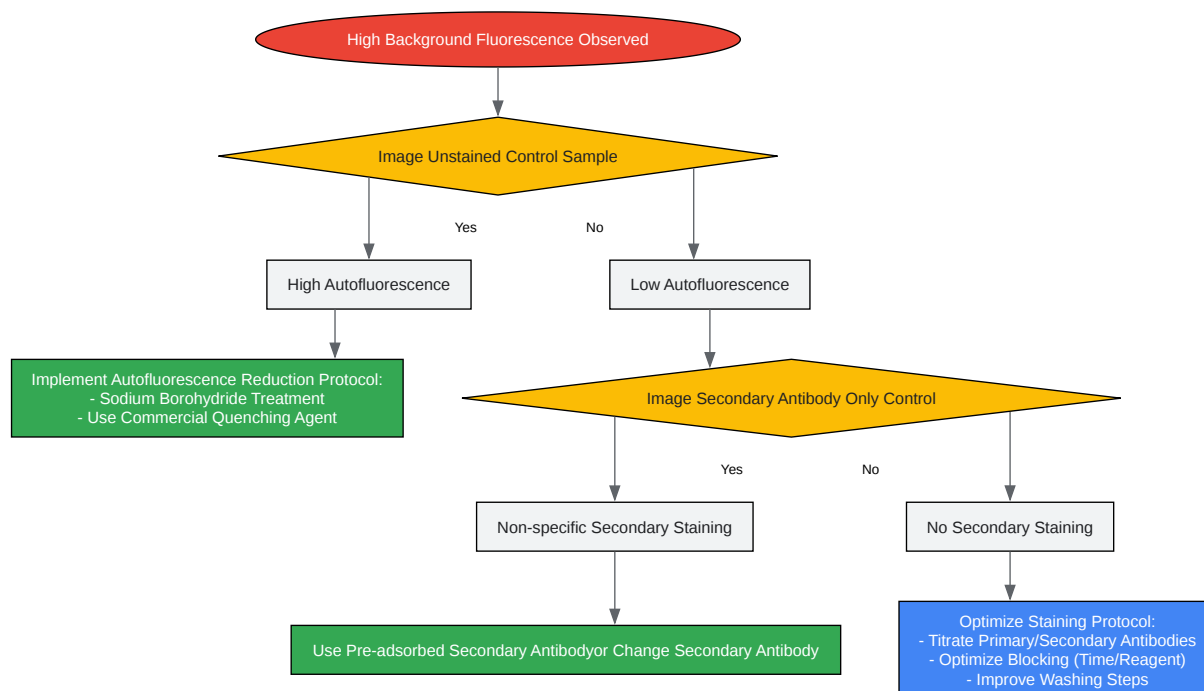 High Background Fluorescence Observed
Image Unstained Control Sample
Yes
No
High Autofluorescence
Low Autofluorescence
Implement Autofluorescence Reduction Protocol:
- Sodium Borohydride Treatment
- Use Commercial Quenching Agent
Image Secondary Antibody Only Control
Yes
No
Non-specific Secondary Staining
No Secondary Staining
Use Pre-adsorbed Secondary Antibodyor Change Secondary Antibody
Optimize Staining Protocol:
- Titrate Primary/Secondary Antibodies
- Optimize Blocking (Time/Reagent)
- Improve Washing Steps